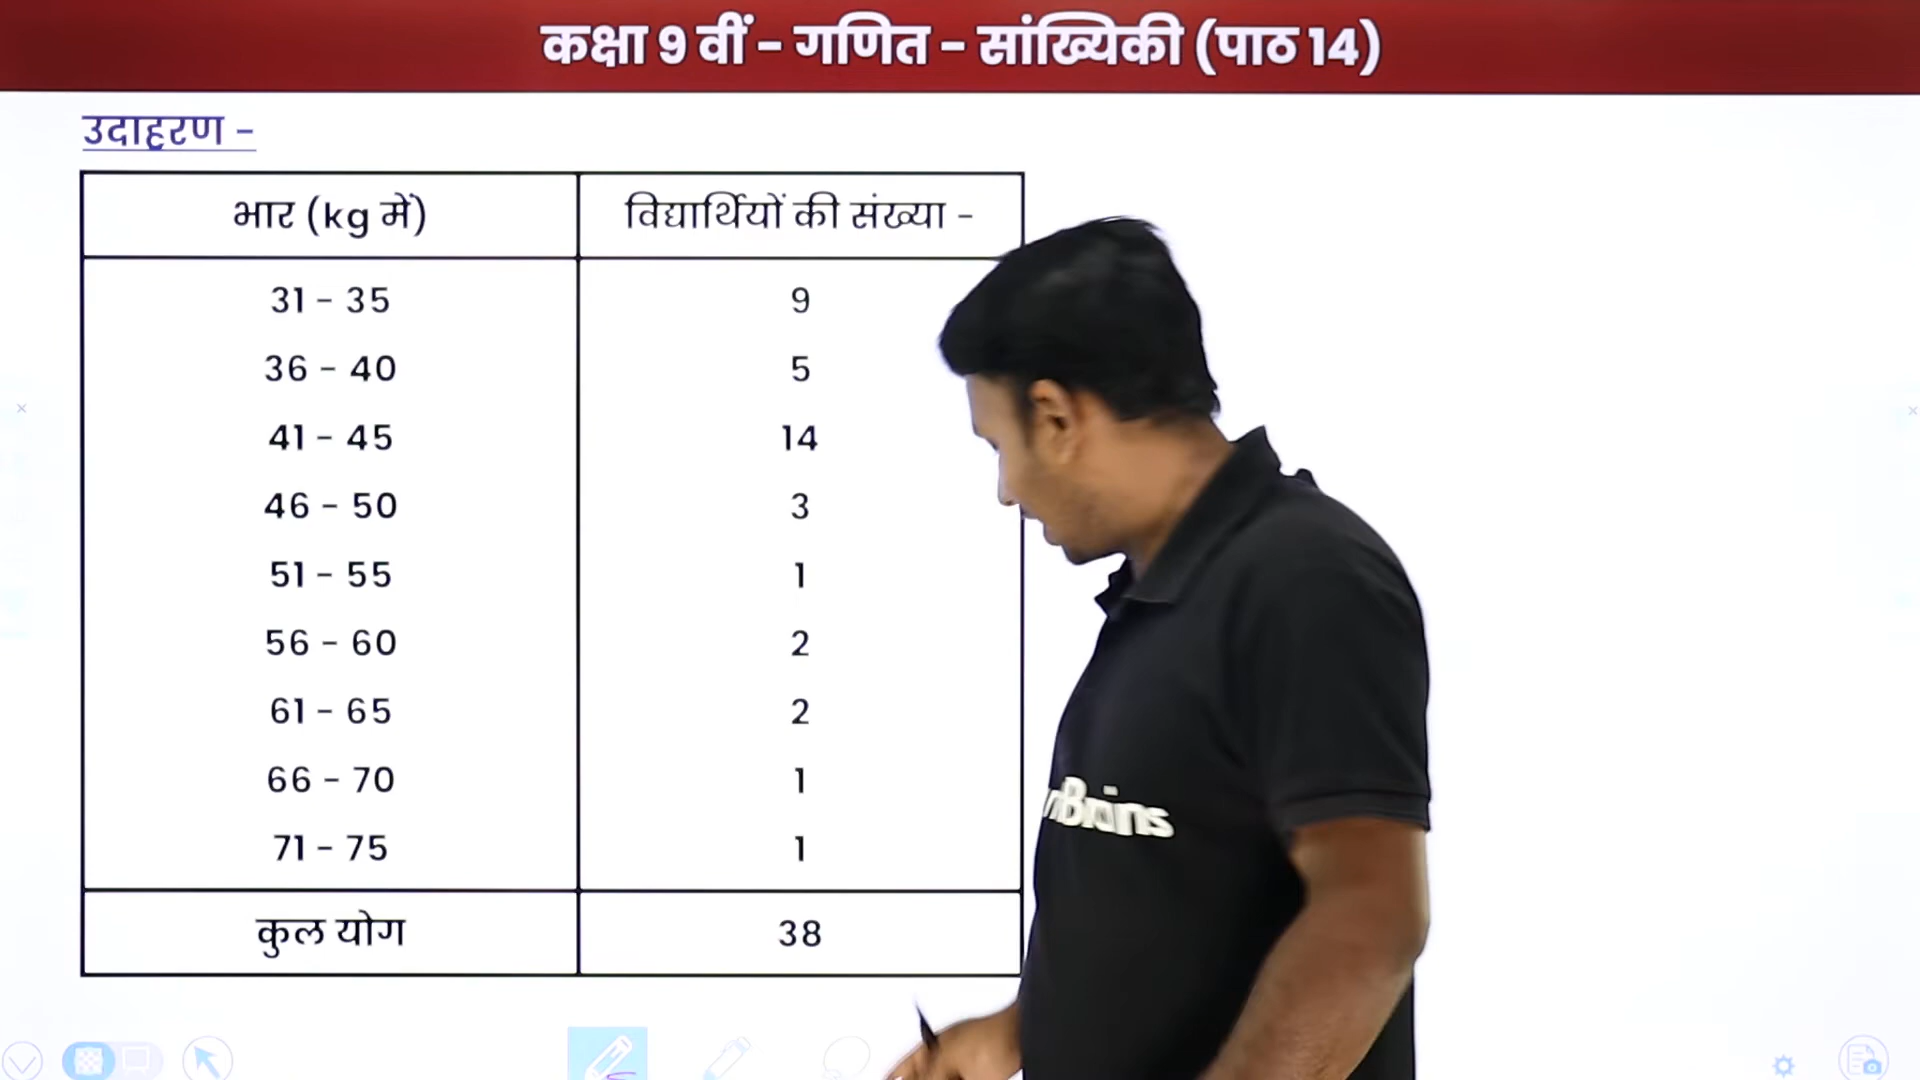 कक्षा 9 वीं - गणित - सांख्यिकी (पाठ 14)
उदाहरण -
भार (kg में) विद्यार्थियों की संख्या -
31 - 35 9
36 - 40 5
41 - 45 14
46 - 50 3
51 - 55 1
56 - 60 2
61 - 65 2
66 - 70 1
71 - 75 1
कुल योग 38